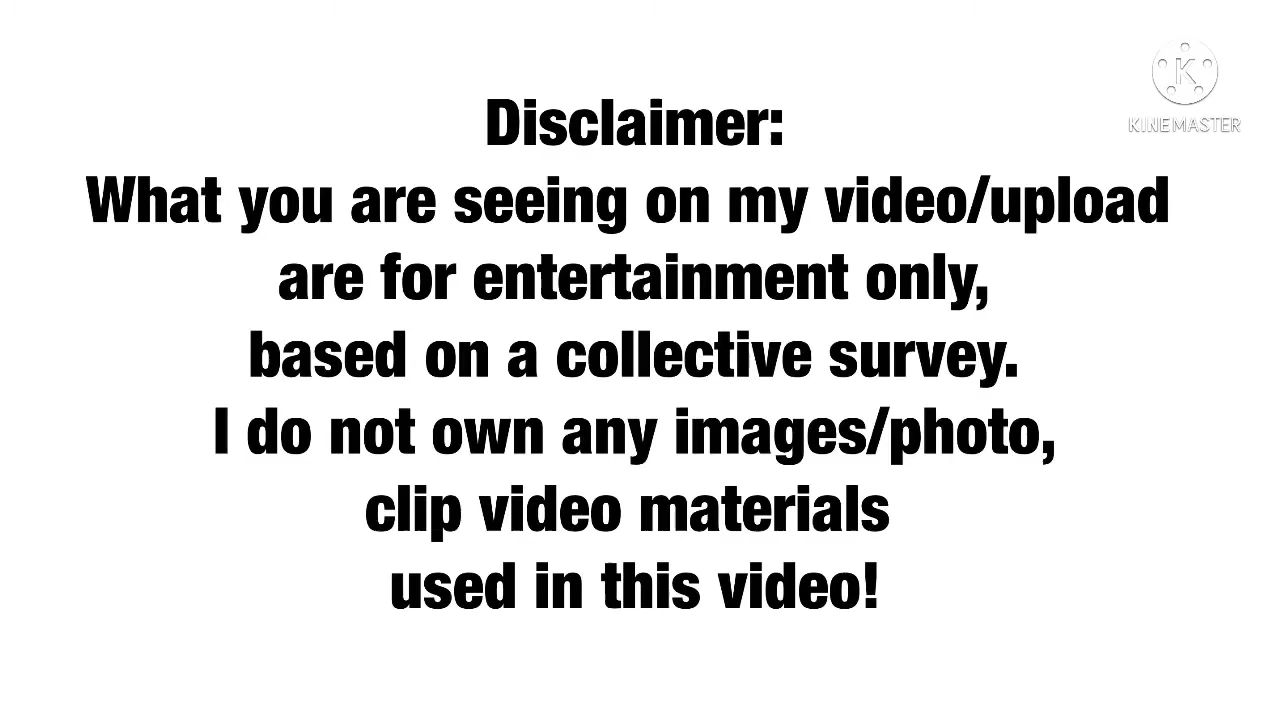 K
KINEMASTER
Disclaimer:
What you are seeing on my video/upload
are for entertainment only,
based on a collective survey.
I do not own any images/photo,
clip video materials
used in this video!